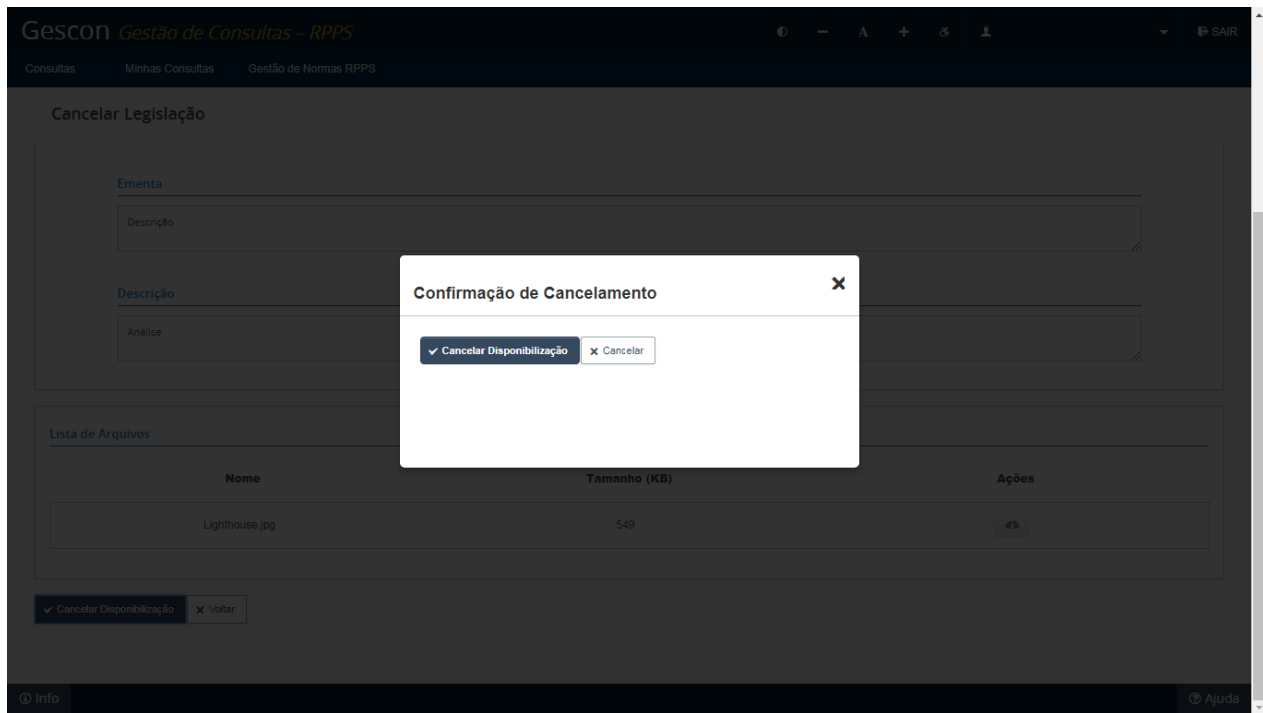 Gescon Gestão de Consultas – RPPS A SAIR
Consultas Minhas Consultas Gestão de Normas RPPS
Cancelar Legislação
Ementa
Descrição
Confirmação de Cancelamento
Descrição
Análise
Cancelar Disponibilização Cancelar
Lista de Arquivos
Nome Tamanho (KB) Ações
Lighthouse.jpg 549
Cancelar Disponibilização Voltar
Info Ajuda